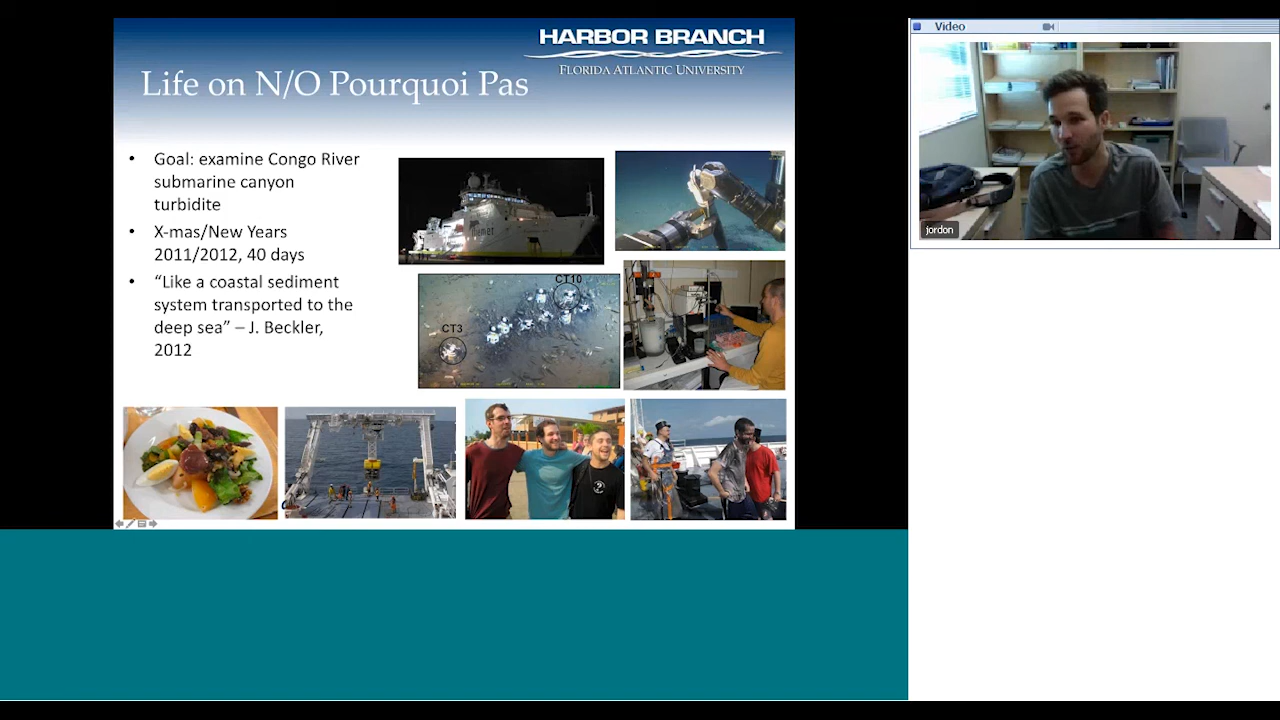 HARBOR BRANCH
FLORIDA ATLANTIC UNIVERSITY
Life on N/O Pourquoi Pas
• Goal: examine Congo River
submarine canyon
turbidite
• X-mas/New Years
2011/2012, 40 days
• “Like a coastal sediment
system transported to the
deep sea” – J. Beckler,
2012
CT10
CT3
Video
jordon